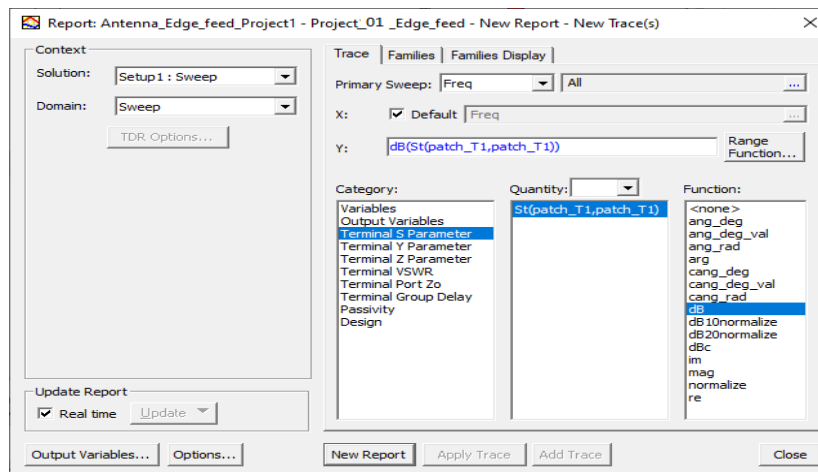 Report: Antenna_Edge_feed_Project1 - Project_01 _Edge_feed - New Report - New Trace(s)
Context
Solution: Setup1 : Sweep
Domain: Sweep
TDR Options...
Update Report
Real time Update
Output Variables... Options...
Trace Families Families Display
Primary Sweep: Freq All ...
X: Default Freq ...
Y: dB(St(patch_T1,patch_T1)) Range Function...
Category:
Variables
Output Variables
Terminal S Parameter
Terminal Y Parameter
Terminal Z Parameter
Terminal VSWR
Terminal Port Zo
Terminal Group Delay
Passivity
Design
Quantity:
St(patch_T1,patch_T1)
Function:
<none>
ang_deg
ang_deg_val
ang_rad
arg
cang_deg
cang_deg_val
cang_rad
dB
dB10normalize
dB20normalize
dBc
im
mag
normalize
re
New Report Apply Trace Add Trace Close